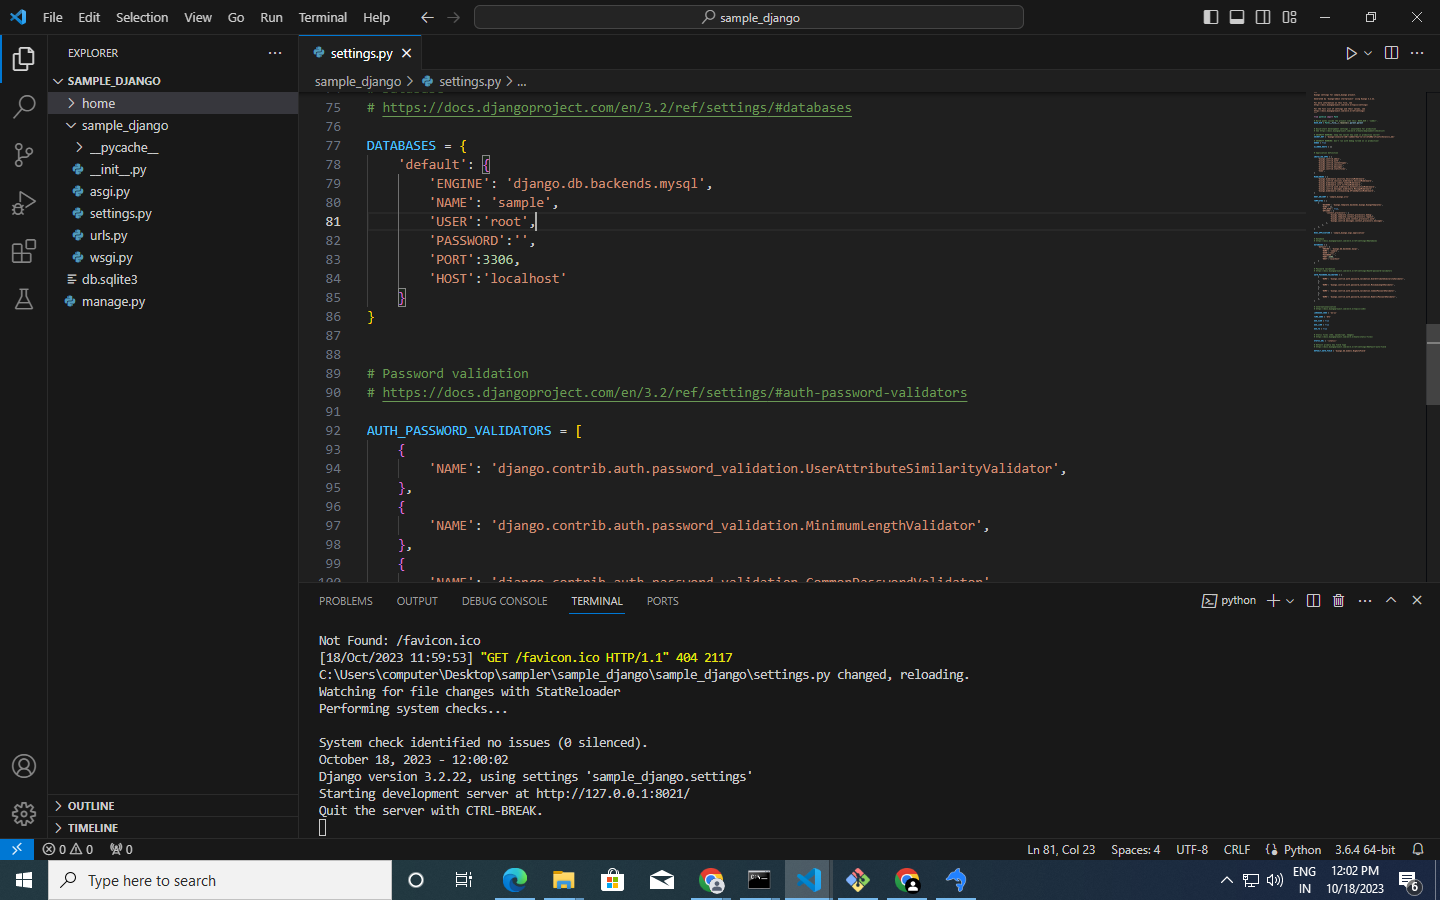 File Edit Selection View Go Run Terminal Help
sample_django
EXPLORER
SAMPLE_DJANGO
home
sample_django
__pycache__
__init__.py
asgi.py
settings.py
urls.py
wsgi.py
db.sqlite3
manage.py
OUTLINE
TIMELINE
settings.py
sample_django > settings.py > ...
75 # https://docs.djangoproject.com/en/3.2/ref/settings/#databases
76
77 DATABASES = {
78 'default': {
79 'ENGINE': 'django.db.backends.mysql',
80 'NAME': 'sample',
81 'USER':'root',
82 'PASSWORD':'',
83 'PORT':3306,
84 'HOST':'localhost'
85 }
86 }
87
88
89 # Password validation
90 # https://docs.djangoproject.com/en/3.2/ref/settings/#auth-password-validators
91
92 AUTH_PASSWORD_VALIDATORS = [
93 {
94 'NAME': 'django.contrib.auth.password_validation.UserAttributeSimilarityValidator',
95 },
96 {
97 'NAME': 'django.contrib.auth.password_validation.MinimumLengthValidator',
98 },
99 {
100 'NAME': 'django.contrib.auth.password_validation.CommonPasswordValidator'
PROBLEMS OUTPUT DEBUG CONSOLE TERMINAL PORTS
python
Not Found: /favicon.ico
[18/Oct/2023 11:59:53] "GET /favicon.ico HTTP/1.1" 404 2117
C:\Users\computer\Desktop\sampler\sample_django\sample_django\settings.py changed, reloading.
Watching for file changes with StatReloader
Performing system checks...
System check identified no issues (0 silenced).
October 18, 2023 - 12:00:02
Django version 3.2.22, using settings 'sample_django.settings'
Starting development server at http://127.0.0.1:8021/
Quit the server with CTRL-BREAK.
0 0 0
Ln 81, Col 23 Spaces: 4 UTF-8 CRLF Python 3.6.4 64-bit
Type here to search
ENG
IN
12:02 PM
10/18/2023
6